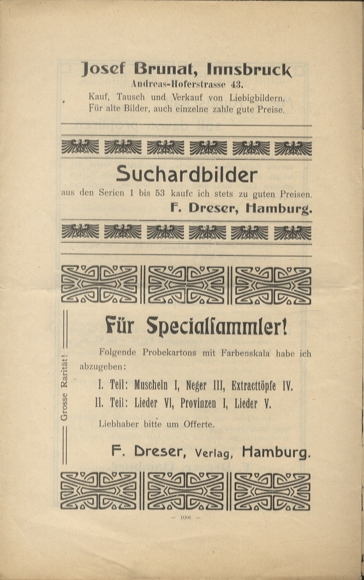 Josef Brunat, Innsbruck
Andreas-Hoferstrasse 43.
Kauf, Tausch und Verkauf von Liebigbildern.
Für alte Bilder, auch einzelne zahle gute Preise.
Suchardbilder
aus den Serien 1 bis 53 kaufe ich stets zu guten Preisen.
F. Dreser, Hamburg.
Für Specialsammler!
Grosse Rarität!
Folgende Probekartons mit Farbenskala habe ich
abzugeben:
I. Teil: Muscheln I, Neger III, Extracttöpfe IV.
II. Teil: Lieder VI, Provinzen I, Lieder V.
Liebhaber bitte um Offerte.
F. Dreser, Verlag, Hamburg.